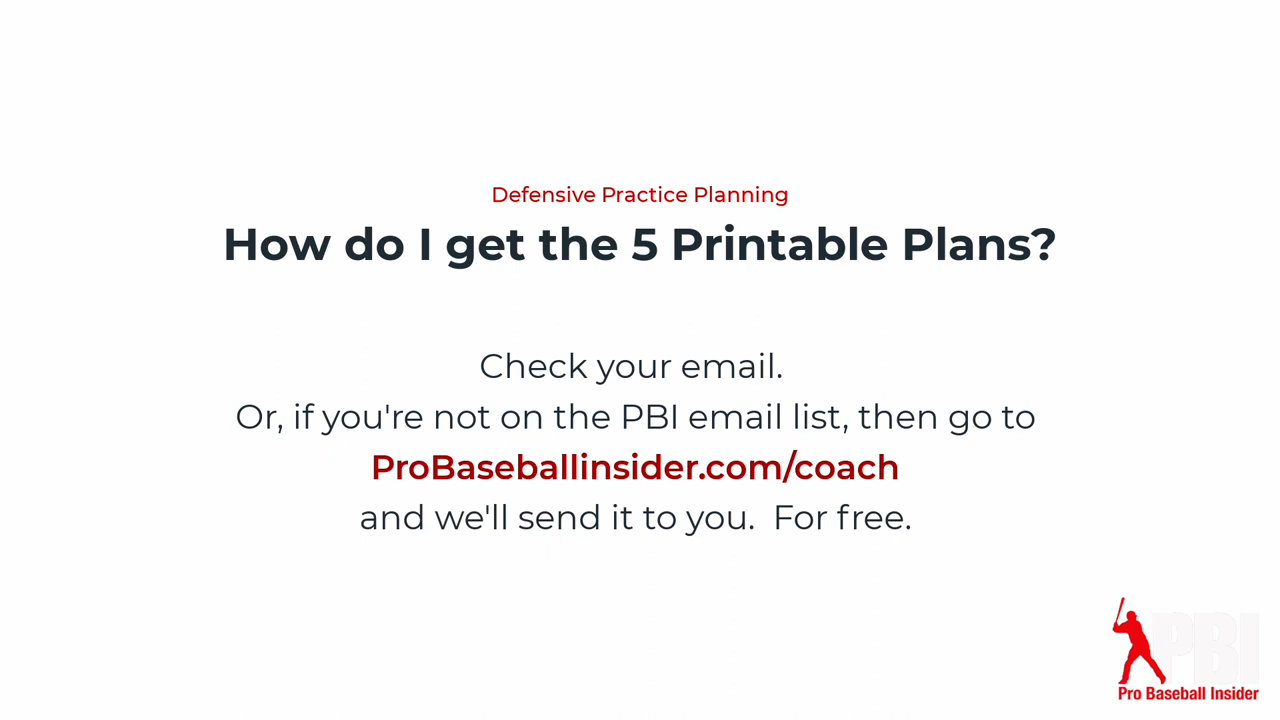 Defensive Practice Planning
How do I get the 5 Printable Plans?
Check your email.
Or, if you're not on the PBI email list, then go to
ProBaseballinsider.com/coach
and we'll send it to you.  For free.
PBI
Pro Baseball Insider